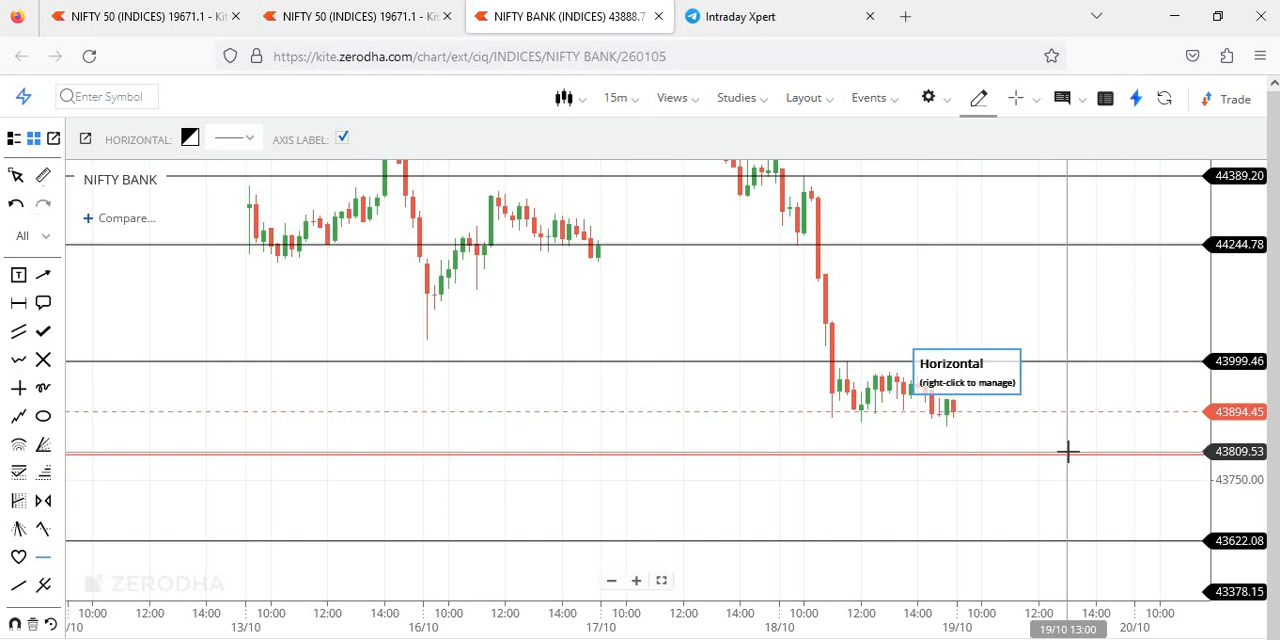 NIFTY 50 (INDICES) 19671.1 - Kit
NIFTY 50 (INDICES) 19671.1 - Kit
NIFTY BANK (INDICES) 43888.7
Intraday Xpert
https://kite.zerodha.com/chart/ext/ciq/INDICES/NIFTY BANK/260105
Enter Symbol
15m
Views
Studies
Layout
Events
Trade
HORIZONTAL:
AXIS LABEL:
NIFTY BANK
44389.20
Compare...
All
44244.78
T
Horizontal
43999.46
(right-click to manage)
43894.45
43809.53
43750.00
43622.08
ZERODHA
43378.15
10:00 12:00 14:00 10:00 12:00 14:00 10:00 12:00 14:00 10:00 12:00 14:00 10:00 12:00 14:00 10:00 12:00 14:00 10:00
/10 13/10 16/10 17/10 18/10 19/10 19/10 13:00 20/10